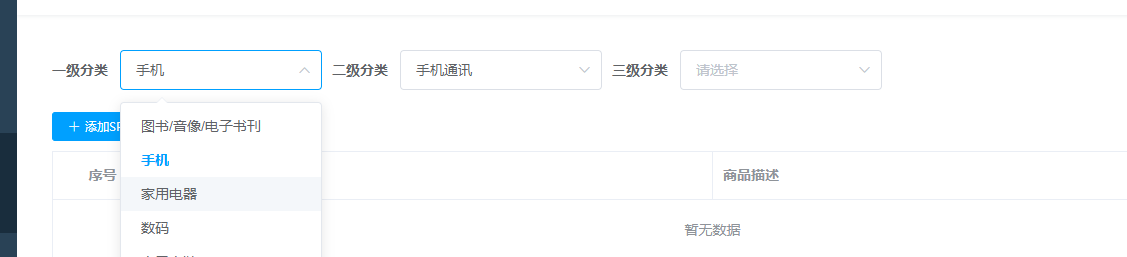 一级分类 手机 二级分类 手机通讯 三级分类 请选择
添加SP
图书/音像/电子书刊
手机
序号 商品描述
家用电器
数码
暂无数据